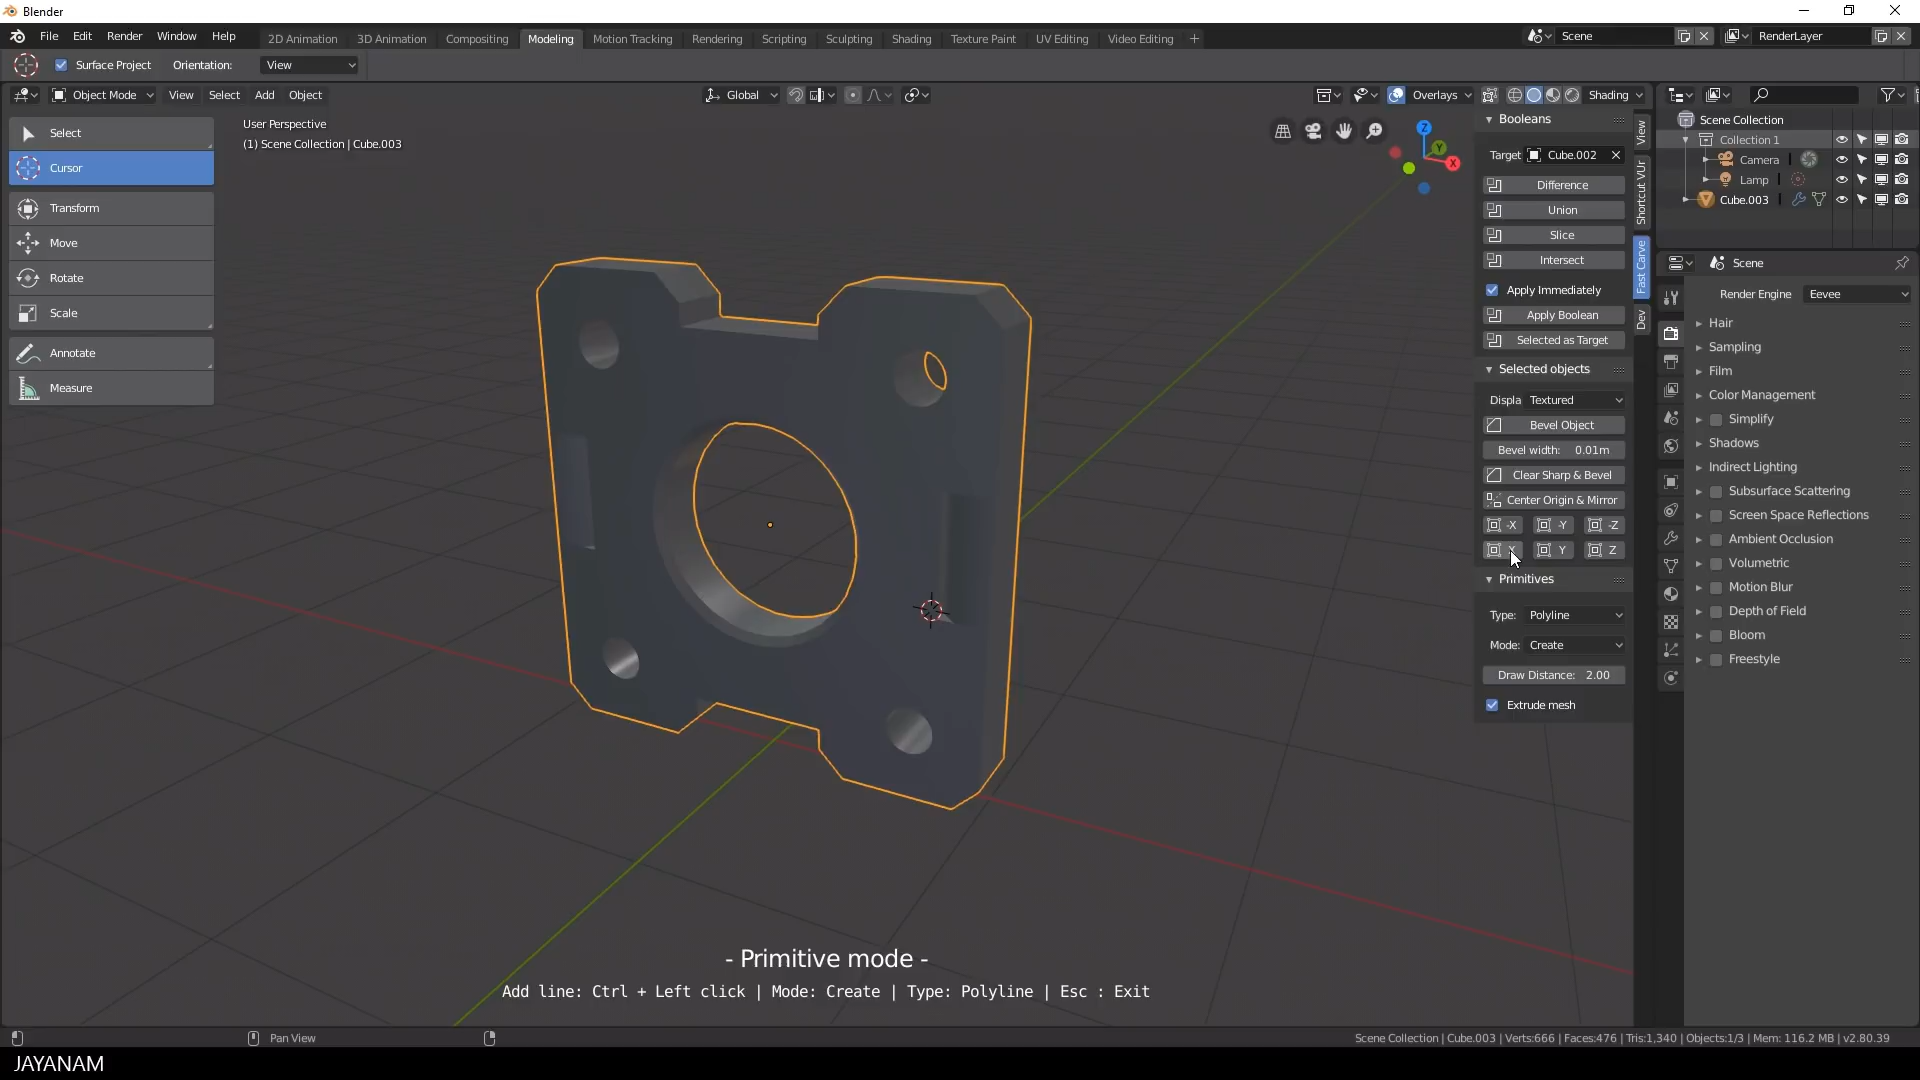 Blender
File Edit Render Window Help 2D Animation 3D Animation Compositing Modeling Motion Tracking Rendering Scripting Sculpting Shading Texture Paint UV Editing Video Editing + Scene RenderLayer
Surface Project Orientation: View
Object Mode View Select Add Object Global Overlays Shading
User Perspective
(1) Scene Collection | Cube.003
Select
Cursor
Transform
Move
Rotate
Scale
Annotate
Measure
Z
Y
X
Booleans
Target Cube.002
Difference
Union
Slice
Intersect
Apply Immediately
Apply Boolean
Selected as Target
Selected objects
Displa Textured
Bevel Object
Bevel width: 0.01m
Clear Sharp & Bevel
Center Origin & Mirror
-X -Y -Z
Y Z
Primitives
Type: Polyline
Mode: Create
Draw Distance: 2.00
Extrude mesh
View
Shortcut VUr
Fast Carve
Dev
Scene Collection
Collection 1
Camera
Lamp
Cube.003
Scene
Render Engine Eevee
Hair
Sampling
Film
Color Management
Simplify
Shadows
Indirect Lighting
Subsurface Scattering
Screen Space Reflections
Ambient Occlusion
Volumetric
Motion Blur
Depth of Field
Bloom
Freestyle
- Primitive mode -
Add line: Ctrl + Left click | Mode: Create | Type: Polyline | Esc : Exit
Pan View
Scene Collection | Cube.003 | Verts:666 | Faces:476 | Tris:1,340 | Objects:1/3 | Mem: 116.2 MB | v2.80.39
JAYANAM